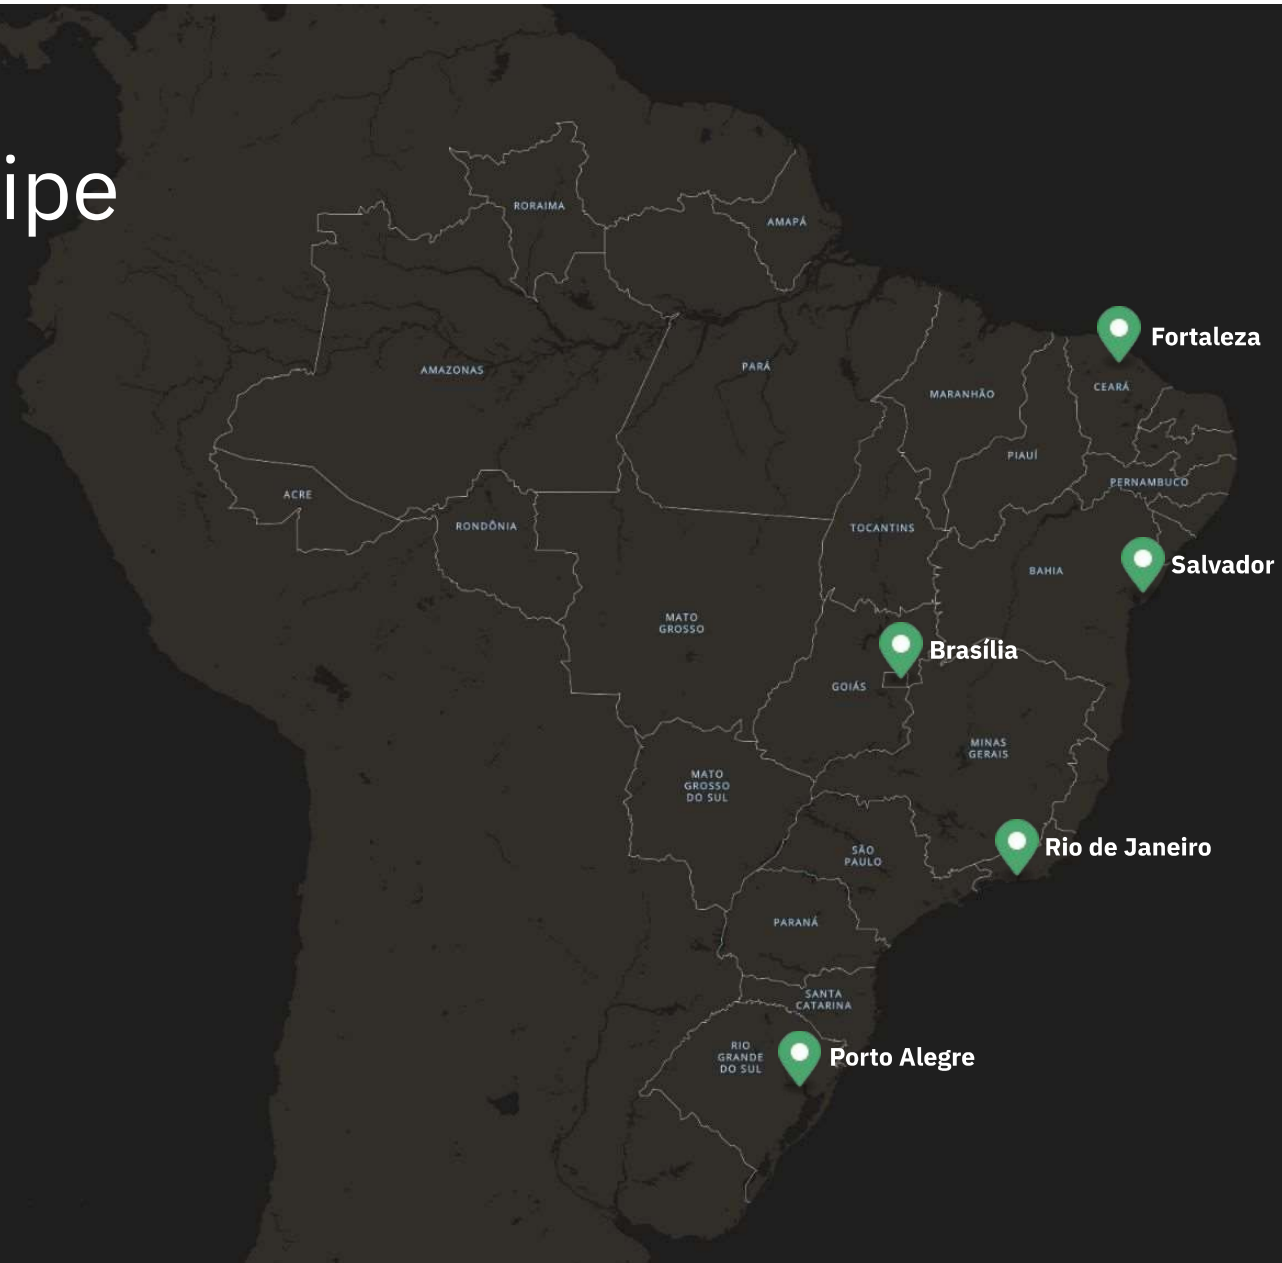 ipe
RORAIMA
AMAPÁ
Fortaleza
AMAZONAS
PARÁ
CEARÁ
MARANHÃO
PIAUÍ
PERNAMBUCO
ACRE
RONDÔNIA
TOCANTINS
Salvador
BAHIA
MATO
GROSSO
Brasília
GOIÁS
MINAS
GERAIS
MATO
GROSSO
DO SUL
SÃO
PAULO
Rio de Janeiro
PARANÁ
SANTA
CATARINA
RIO
GRANDE
DO SUL
Porto Alegre